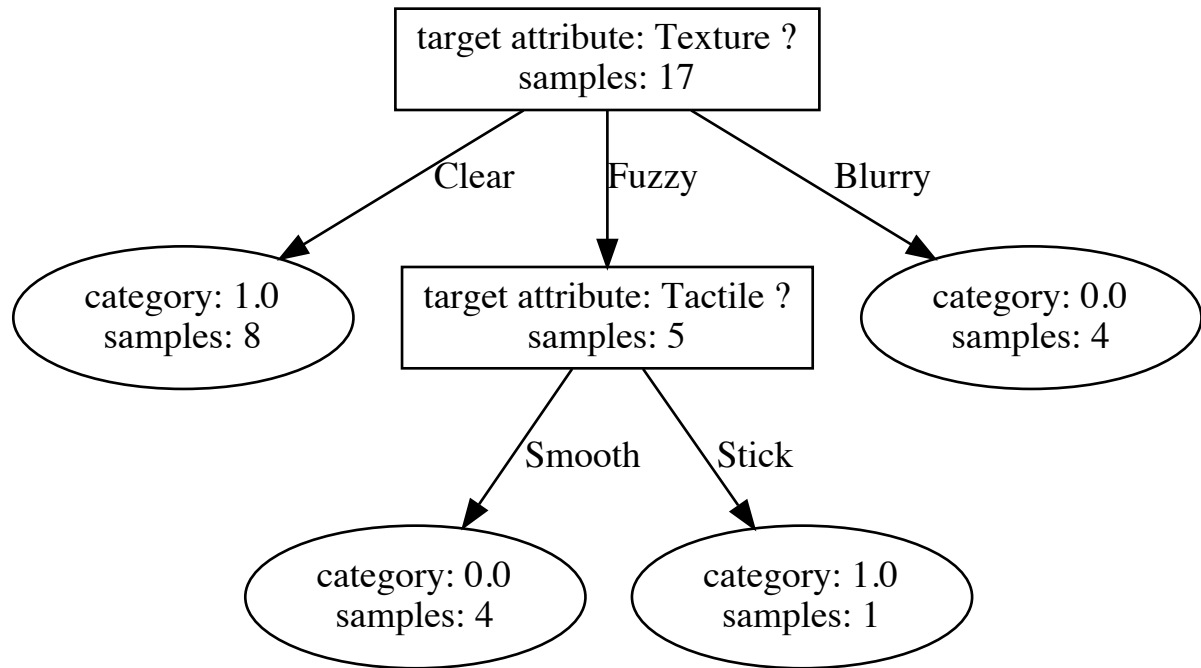 target attribute: Texture ?
samples: 17
Clear
Fuzzy
Blurry
category: 1.0
samples: 8
target attribute: Tactile ?
samples: 5
category: 0.0
samples: 4
Smooth
Stick
category: 0.0
samples: 4
category: 1.0
samples: 1